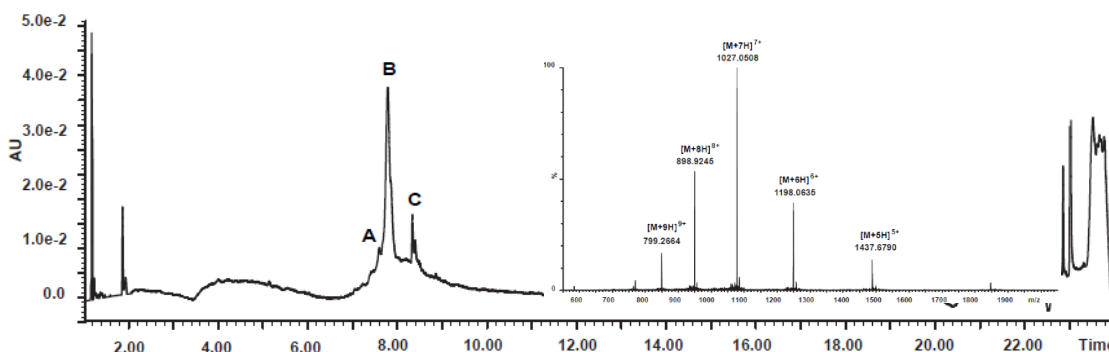 5.0e-2
4.0e-2
3.0e-2
2.0e-2
1.0e-2
0.0
AU
A
B
C
2.00 4.00 6.00 8.00 10.00 12.00 14.00 16.00 18.00 20.00 22.00 Time
[M+7H]7+
1027.0508
[M+8H]8+
898.9245
[M+6H]6+
1198.0635
[M+9H]9+
799.2664
[M+5H]5+
1437.6790
100
%
0
600 700 800 900 1000 1100 1200 1300 1400 1500 1600 1700 1800 1900 m/z